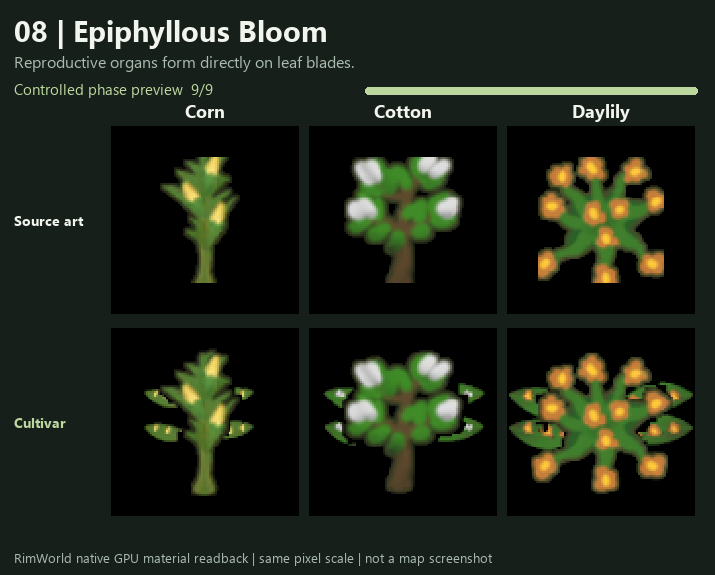 08 | Epiphyllous Bloom
Reproductive organs form directly on leaf blades.
Controlled phase preview 9/9
Corn Cotton Daylily
Source art
Cultivar
RimWorld native GPU material readback | same pixel scale | not a map screenshot